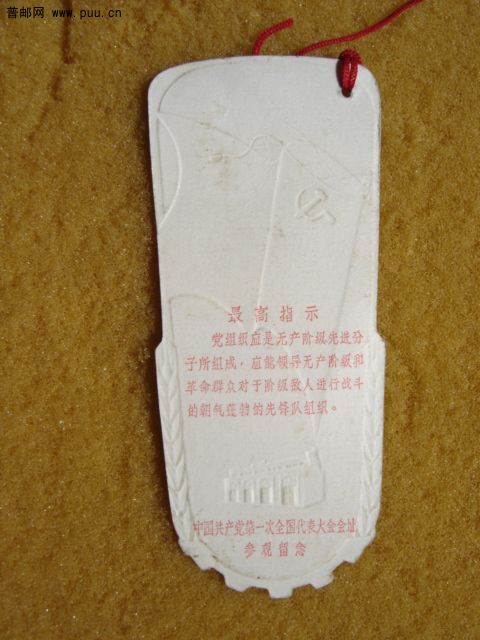 普邮网 www.puu.cn
最高指示
党组织应是无产阶级先进分
子所组成，应能领导无产阶级和
革命群众对于阶级敌人进行战斗
的朝气蓬勃的先锋队组织。
中国共产党第一次全国代表大会会址
参观留念